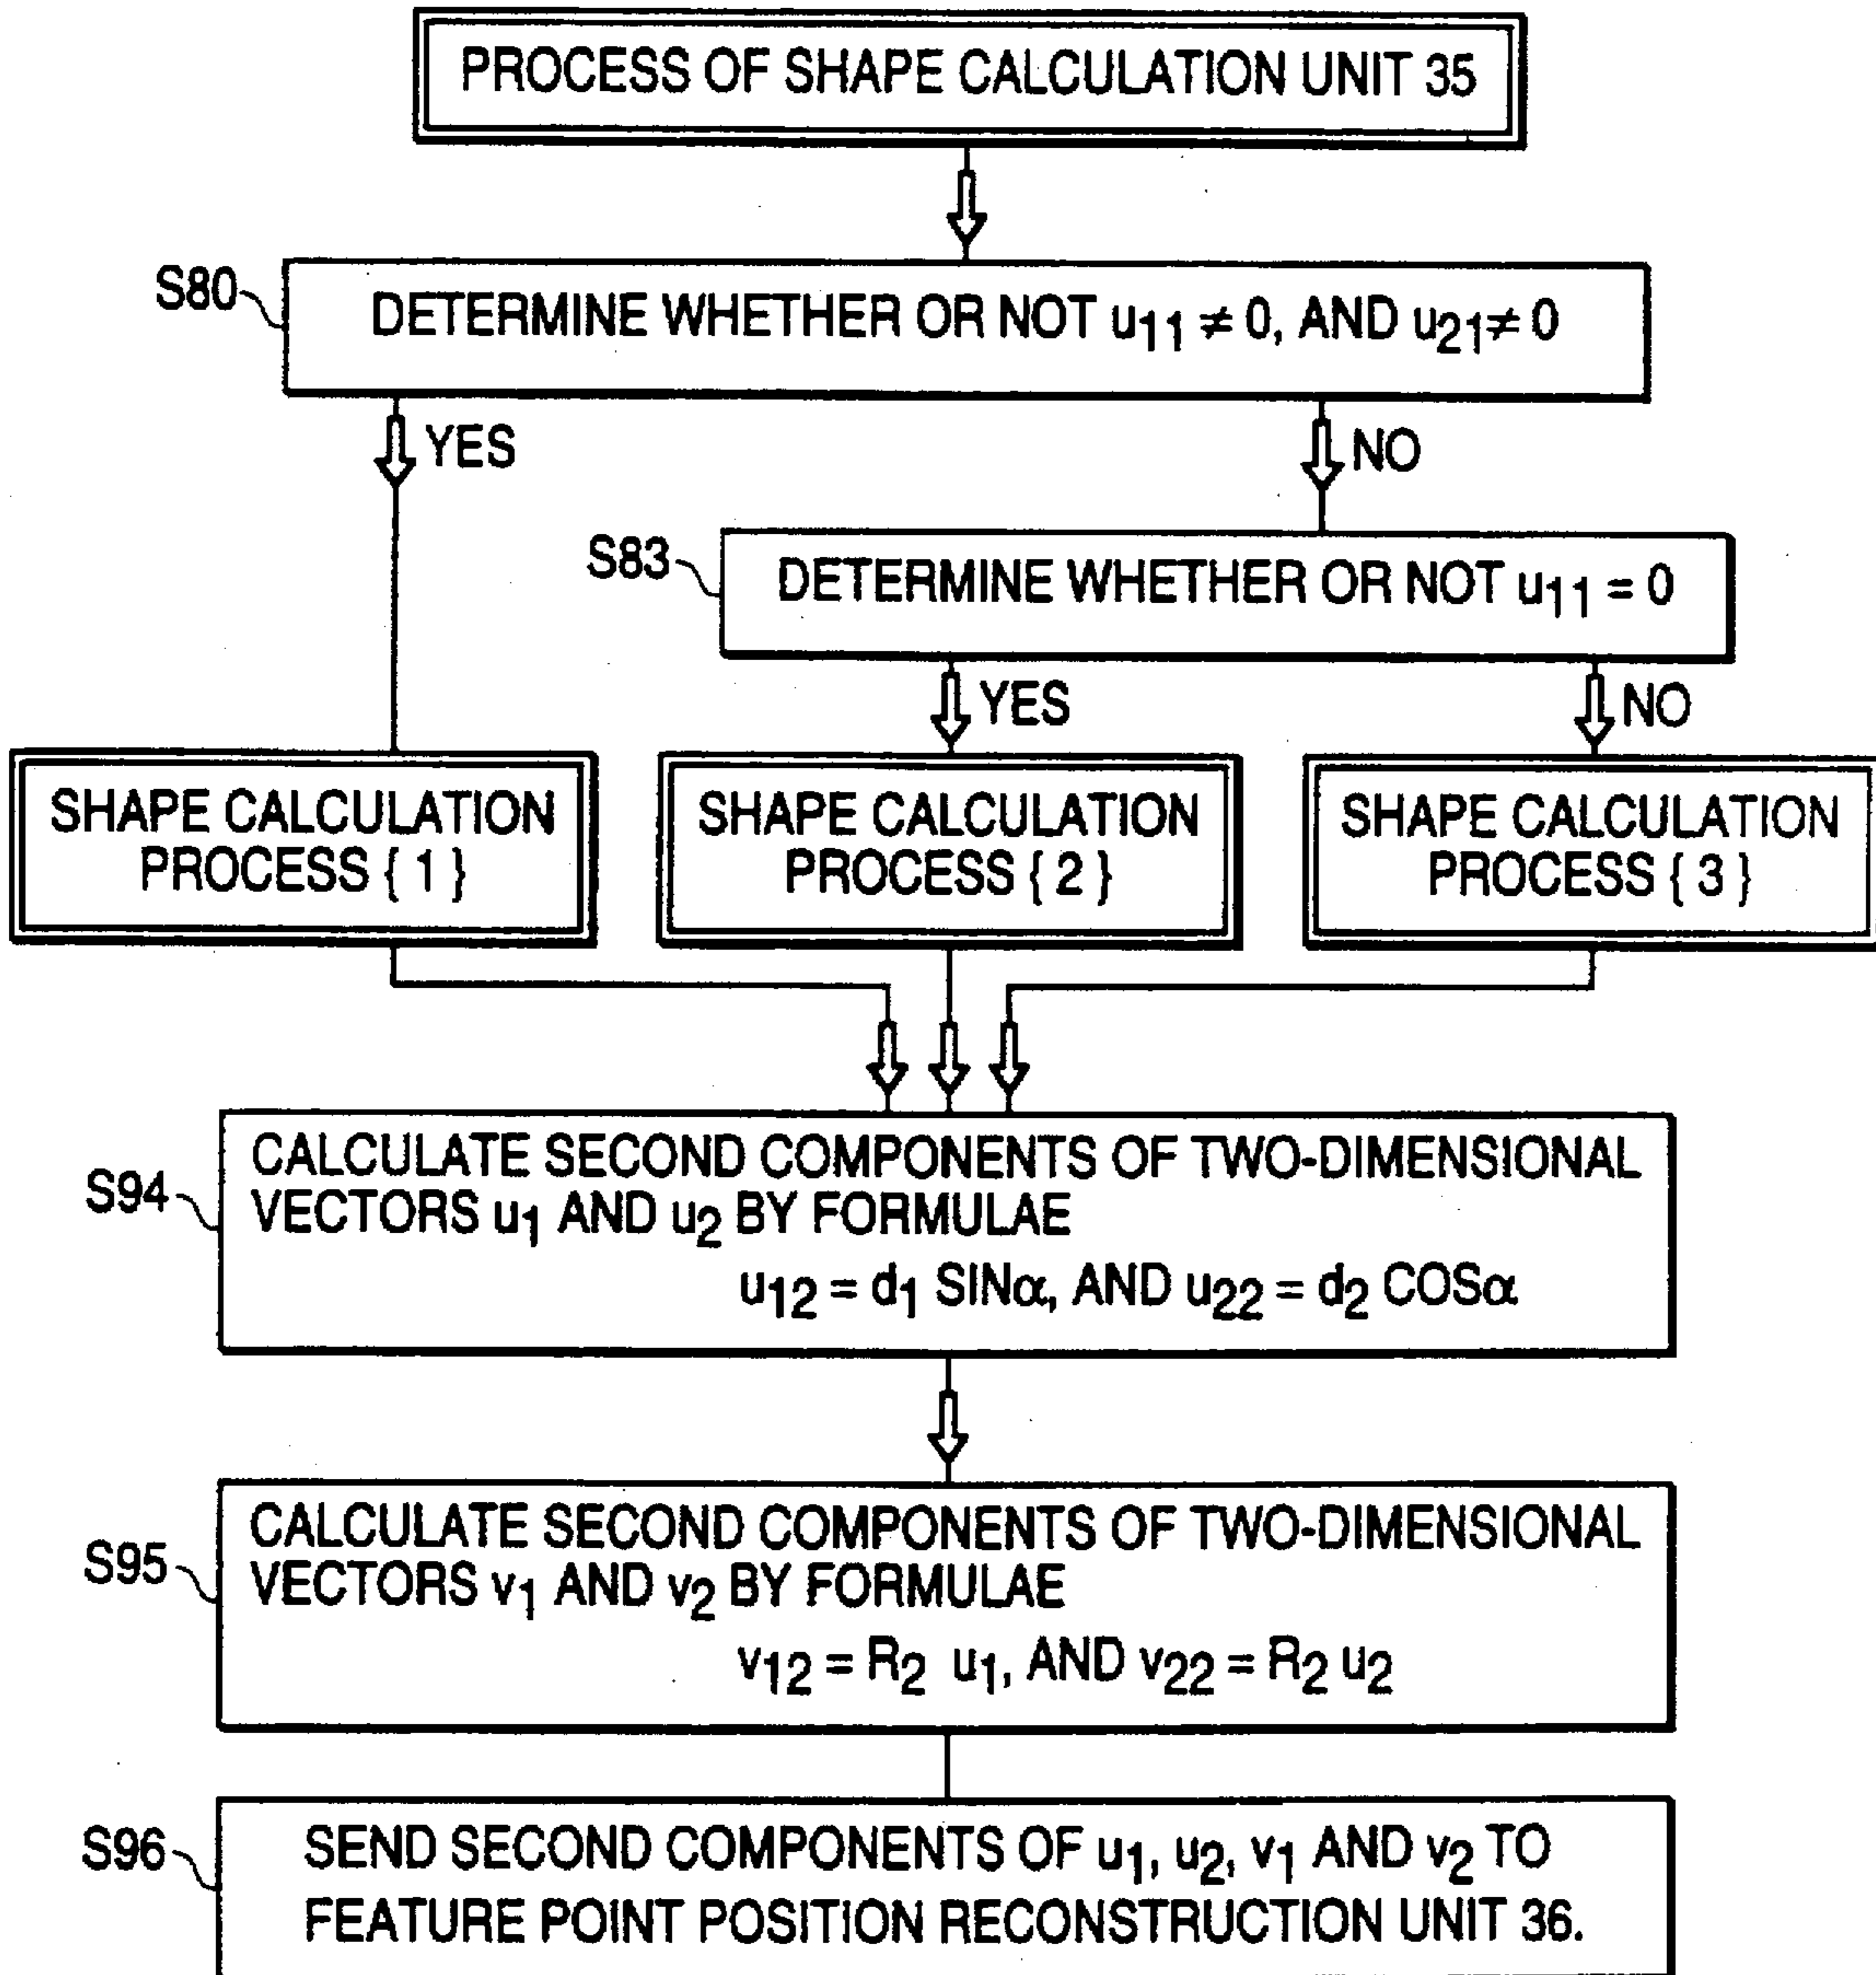 PROCESS OF SHAPE CALCULATION UNIT 35
S80
DETERMINE WHETHER OR NOT u11 ≠ 0, AND u21 ≠ 0
YES
NO
S83
DETERMINE WHETHER OR NOT u11 = 0
YES
NO
SHAPE CALCULATION
PROCESS { 1 }
SHAPE CALCULATION
PROCESS { 2 }
SHAPE CALCULATION
PROCESS { 3 }
S94
CALCULATE SECOND COMPONENTS OF TWO-DIMENSIONAL
VECTORS u1 AND u2 BY FORMULAE
u12 = d1 SINα, AND u22 = d2 COSα
S95
CALCULATE SECOND COMPONENTS OF TWO-DIMENSIONAL
VECTORS v1 AND v2 BY FORMULAE
v12 = R2 u1, AND v22 = R2 u2
S96
SEND SECOND COMPONENTS OF u1, u2, v1 AND v2 TO
FEATURE POINT POSITION RECONSTRUCTION UNIT 36.